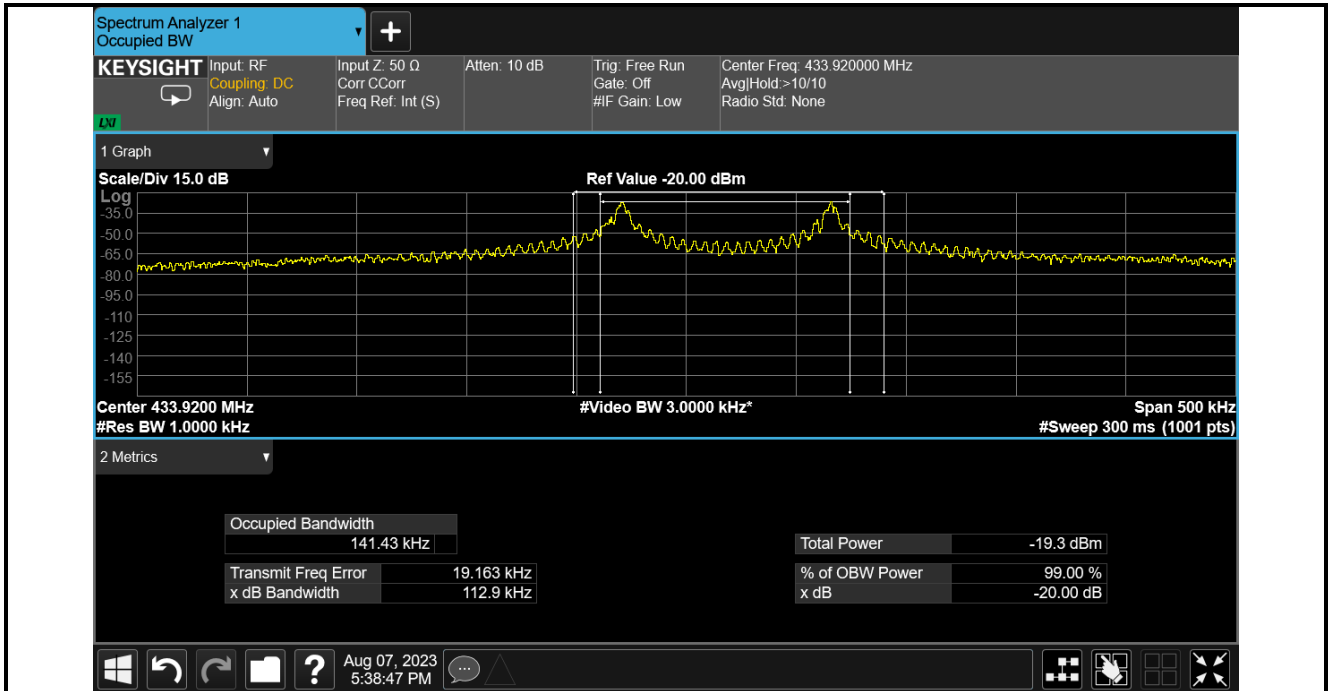 Spectrum Analyzer 1
Occupied BW
▼
+
KEYSIGHT
Input: RF
Coupling: DC
Align: Auto
Input Z: 50 Ω
Corr CCorr
Freq Ref: Int (S)
Atten: 10 dB
Trig: Free Run
Gate: Off
#IF Gain: Low
Center Freq: 433.920000 MHz
Avg|Hold:>10/10
Radio Std: None
LXI
1 Graph ▼
Scale/Div 15.0 dB
Ref Value -20.00 dBm
Log
-35.0
-50.0
-65.0
-80.0
-95.0
-110
-125
-140
-155
Center 433.9200 MHz
#Video BW 3.0000 kHz*
Span 500 kHz
#Res BW 1.0000 kHz
#Sweep 300 ms (1001 pts)
2 Metrics ▼
Occupied Bandwidth
141.43 kHz
Total Power -19.3 dBm
Transmit Freq Error 19.163 kHz
% of OBW Power 99.00 %
x dB Bandwidth 112.9 kHz
x dB -20.00 dB
?
Aug 07, 2023
5:38:47 PM